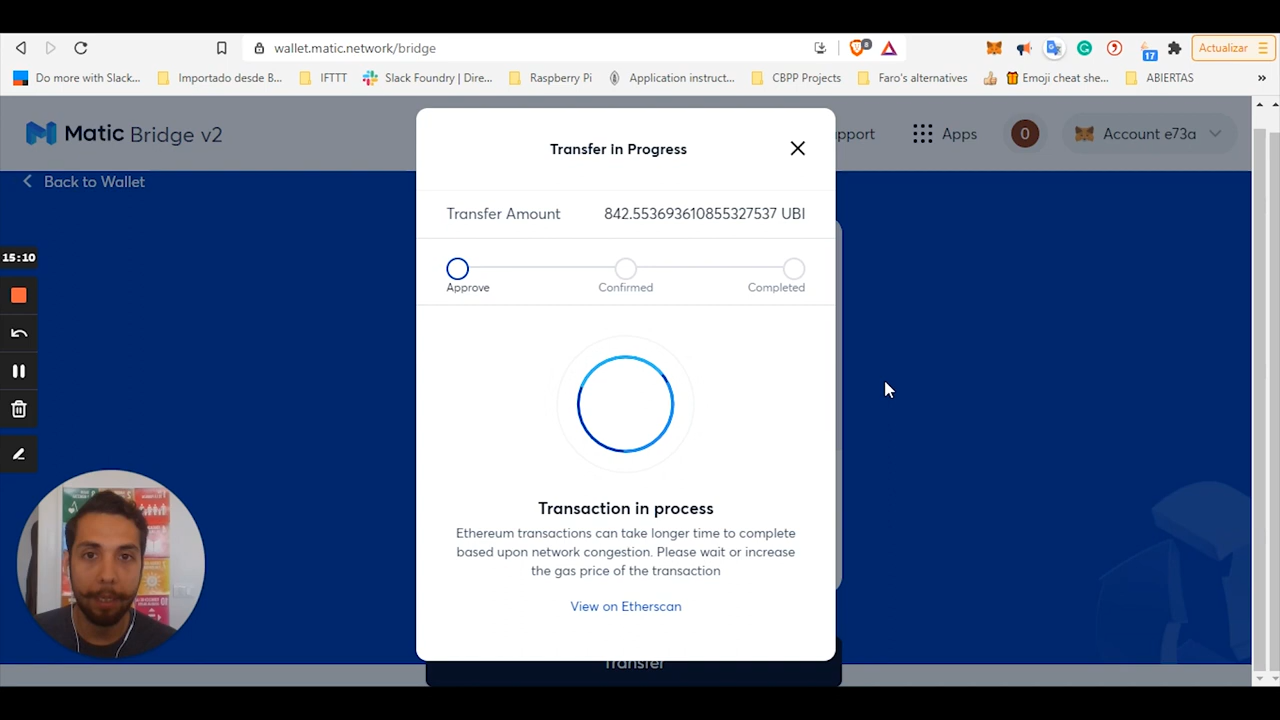 wallet.matic.network/bridge
8
17
Actualizar
Do more with Slack...
Importado desde B...
IFTTT
Slack Foundry | Dire...
Raspberry Pi
Application instruct...
CBPP Projects
Faro's alternatives
Emoji cheat she...
ABIERTAS
»
Matic Bridge v2
pport
Apps
0
Account e73a
Back to Wallet
Transfer in Progress
Transfer Amount 842.553693610855327537 UBI
Approve
Confirmed
Completed
15:10
Transaction in process
Ethereum transactions can take longer time to complete
based upon network congestion. Please wait or increase
the gas price of the transaction
View on Etherscan
Transfer